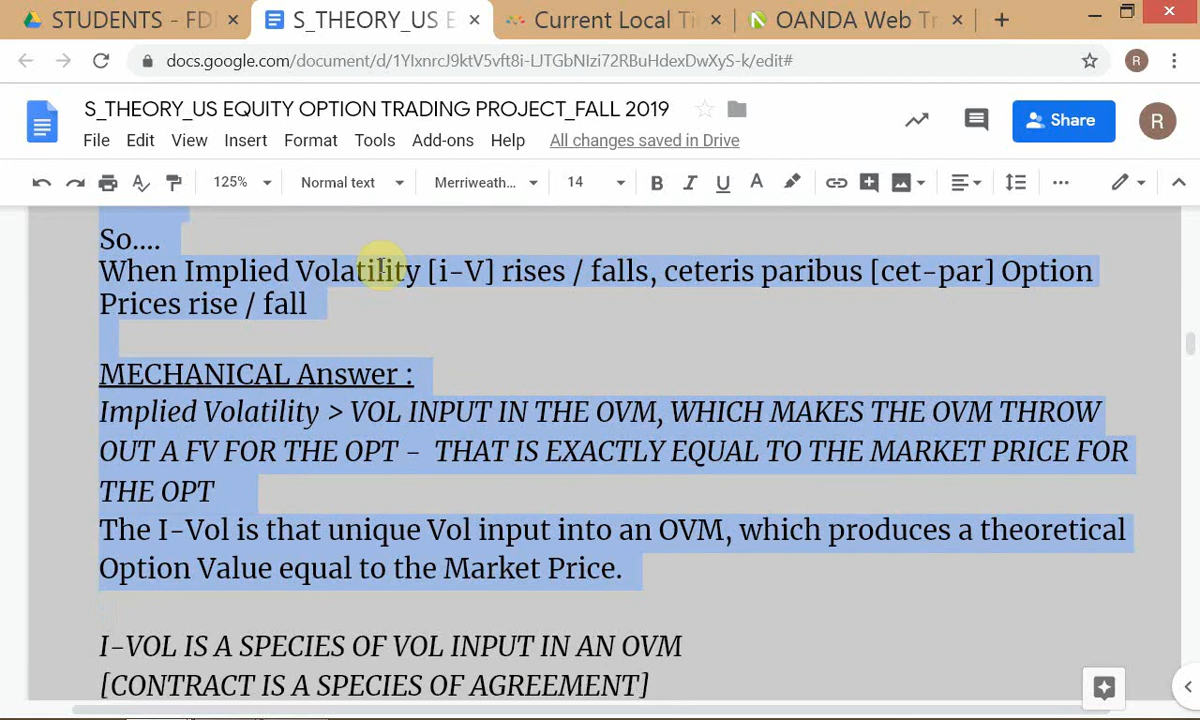 STUDENTS - FD
S_THEORY_US E
Current Local Ti
OANDA Web Tr
docs.google.com/document/d/1YIxnrcJ9ktV5vft8i-LJTGbNIzi72RBuHdexDwXyS-k/edit#
R
S_THEORY_US EQUITY OPTION TRADING PROJECT_FALL 2019
File Edit View Insert Format Tools Add-ons Help All changes saved in Drive
Share
R
125% Normal text Merriweath... 14 B I U A
So....
When Implied Volatility [i-V] rises / falls, ceteris paribus [cet-par] Option
Prices rise / fall
MECHANICAL Answer :
Implied Volatility > VOL INPUT IN THE OVM, WHICH MAKES THE OVM THROW
OUT A FV FOR THE OPT - THAT IS EXACTLY EQUAL TO THE MARKET PRICE FOR
THE OPT
The I-Vol is that unique Vol input into an OVM, which produces a theoretical
Option Value equal to the Market Price.
I-VOL IS A SPECIES OF VOL INPUT IN AN OVM
[CONTRACT IS A SPECIES OF AGREEMENT]